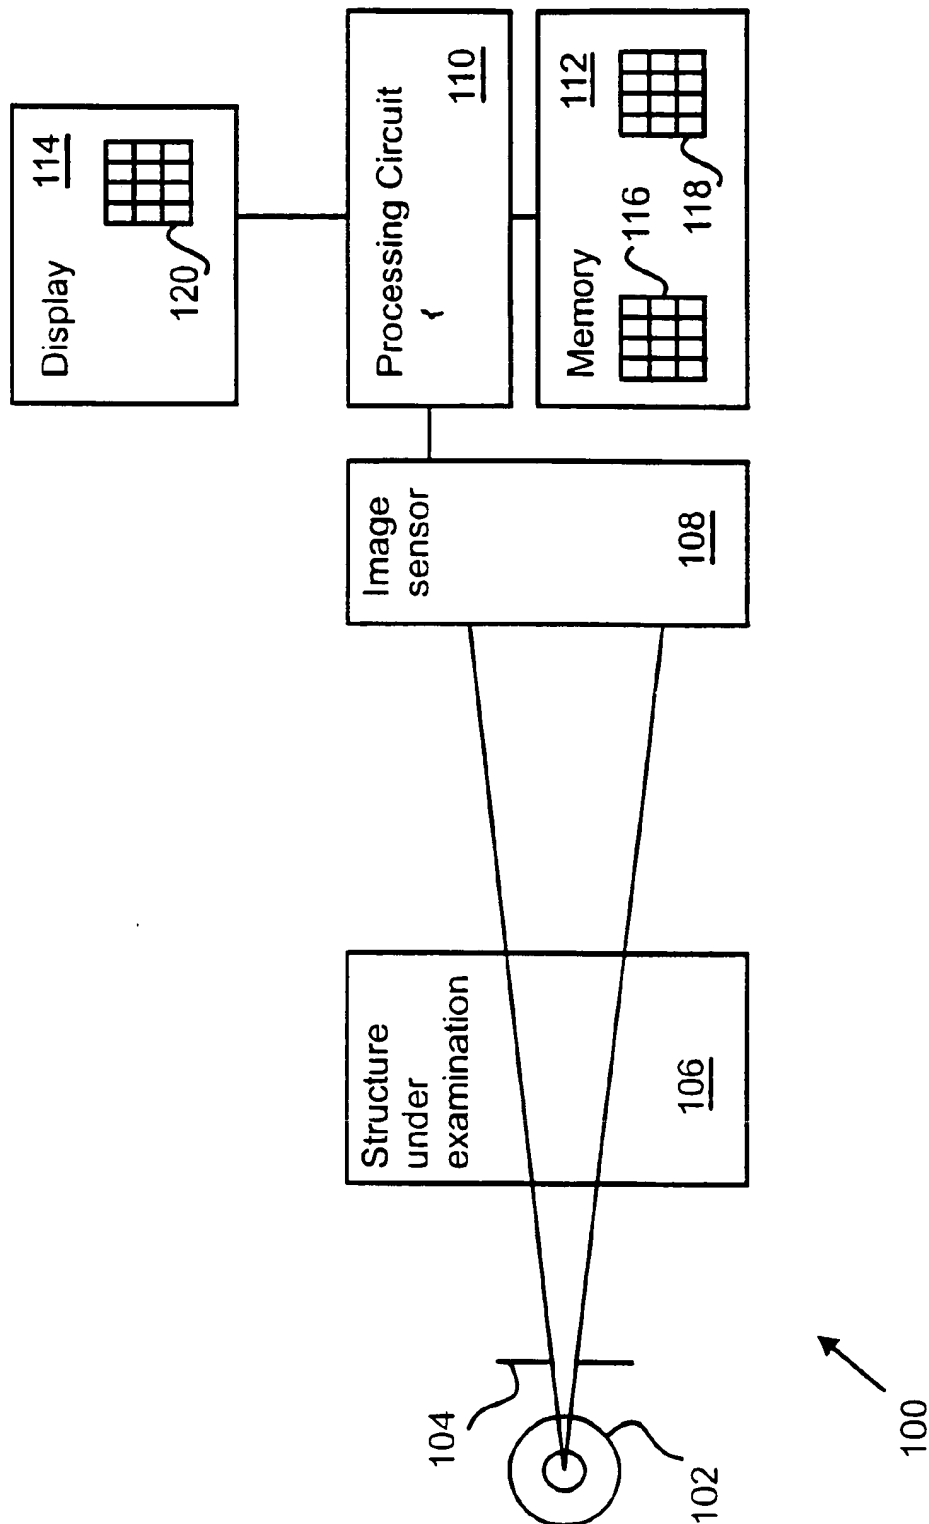 Display
114
120
Processing Circuit
110
Memory
112
116
118
Image
sensor
108
Structure
under
examination
106
104
102
100